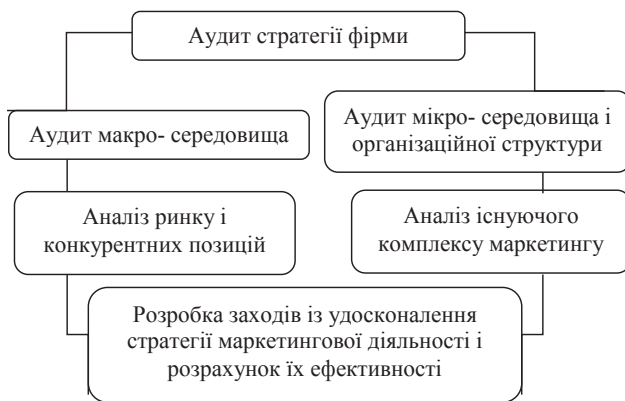 Аудит стратегії фірми
Аудит макро- середовища
Аудит мікро- середовища і
організаційної структури
Аналіз ринку і
конкурентних позицій
Аналіз існуючого
комплексу маркетингу
Розробка заходів із удосконалення
стратегії маркетингової діяльності і
розрахунок їх ефективності